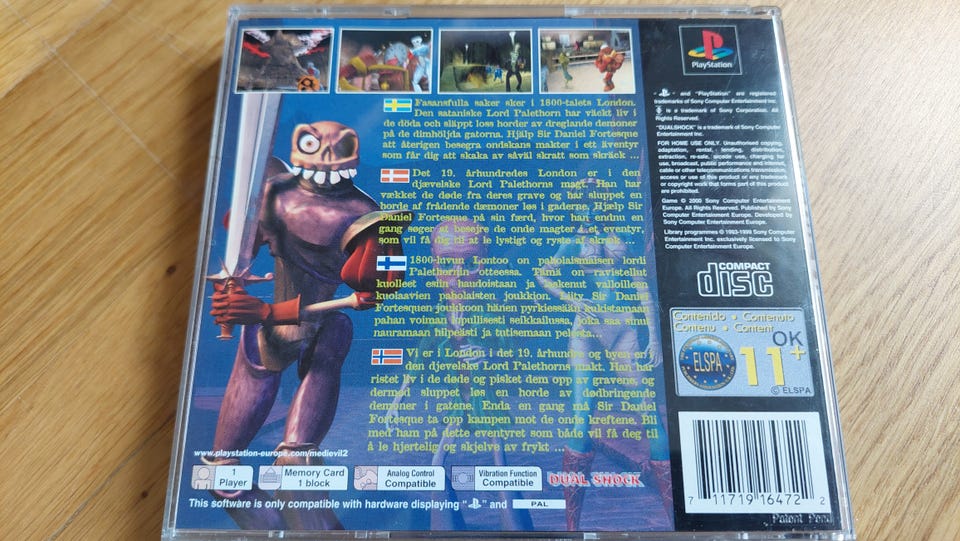 Fasansfulla saker sker i 1800-talets London.
Den sataniske Lord Palethorn har väckt liv i
de döda och släppt loss horder av dreglande demoner
på de dimhöljda gatorna. Hjälp Sir Daniel Fortesque
att återigen besegra ondskans makter i ett äventyr
som får dig att skaka av såväl skratt som skräck ...
Det 19. århundredes London er i den
djævelske Lord Palethorns magt. Han har
vækket de døde fra deres grave og har sluppet en
horde af frådende dæmoner løs i gaderne. Hjælp Sir
Daniel Fortesque på sin færd, hvor han endnu en
gang søger at besejre de onde magter i et eventyr,
som vil få dig til at le lystigt og ryste af skræk ...
1800-luvun Lontoo on paholaismaisen lordi
Palethornin otteessa. Tämä on ravistellut
kuolleet esiin haudoistaan ja laskenut valloilleen
kuolaavien paholaisten joukkion. Liity Sir Daniel
Fortesquen joukkoon hänen pyrkiessään kukistamaan
pahan voiman lopullisesti seikkailussa, joka saa sinut
nauramaan hilpeästi ja tutisemaan pelosta...
Vi er i London i det 19. århundre og byen er i
den djevelske Lord Palethorns makt. Han har
ristet liv i de døde og pisket dem opp av gravene, og
dermed sluppet løs en horde av dødbringende
demoner i gatene. Enda en gang må Sir Daniel
Fortesque ta opp kampen mot de onde kreftene. Bli
med ham på dette eventyret som både vil få deg til
å le hjertelig og skjelve av frykt ...
www.playstation-europe.com/medievil2
1
Player
Memory Card
1 block
Analog Control
Compatible
Vibration Function
Compatible
DUAL SHOCK
This software is only compatible with hardware displaying " " and PAL
PlayStation
" " and "PlayStation" are registered
trademarks of Sony Computer Entertainment Inc.
is a trademark of Sony Corporation. All
Rights Reserved.
"DUALSHOCK" is a trademark of Sony Computer
Entertainment Inc.
FOR HOME USE ONLY. Unauthorised copying,
adaptation, rental, lending, distribution,
extraction, re-sale, arcade use, charging for
use, broadcast, public performance and internet,
cable or other telecommunications transmission,
access or use of this product or any trademark
or copyright work that forms part of this product
are prohibited.
Game © 2000 Sony Computer Entertainment
Europe. All Rights Reserved. Published by Sony
Computer Entertainment Europe. Developed by
Sony Computer Entertainment Europe.
Library programmes © 1993-1999 Sony Computer
Entertainment Inc. exclusively licensed to Sony
Computer Entertainment Europe.
COMPACT
disc
Contenido • Contenuto
Contenu • Content
OK
ELSPA
11+
© ELSPA
7 11719 16472 2
Patent Pend